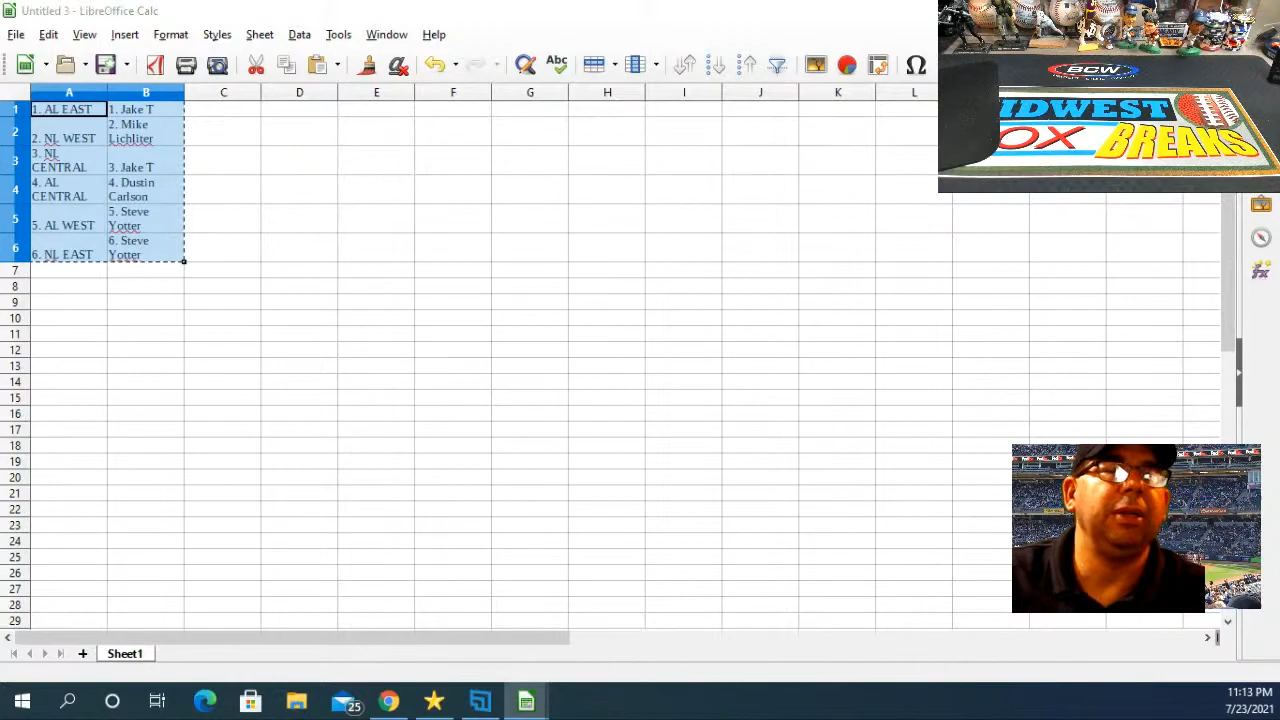 Untitled 3 - LibreOffice Calc
File Edit View Insert Format Styles Sheet Data Tools Window Help
A B C D E F G H I J K L
1 1. AL EAST 1. Jake T
2 2. NL WEST 2. Mike
Lichliter
3 3. NL
CENTRAL 3. Jake T
4 4. AL
CENTRAL 4. Dustin
Carlson
5 5. AL WEST 5. Steve
Yotter
6 6. NL EAST 6. Steve
Yotter
7
8
9
10
11
12
13
14
15
16
17
18
19
20
21
22
23
24
25
26
27
28
29
Sheet1
BCW
IDWEST
OX BREAKS
FedEx
25
11:13 PM
7/23/2021